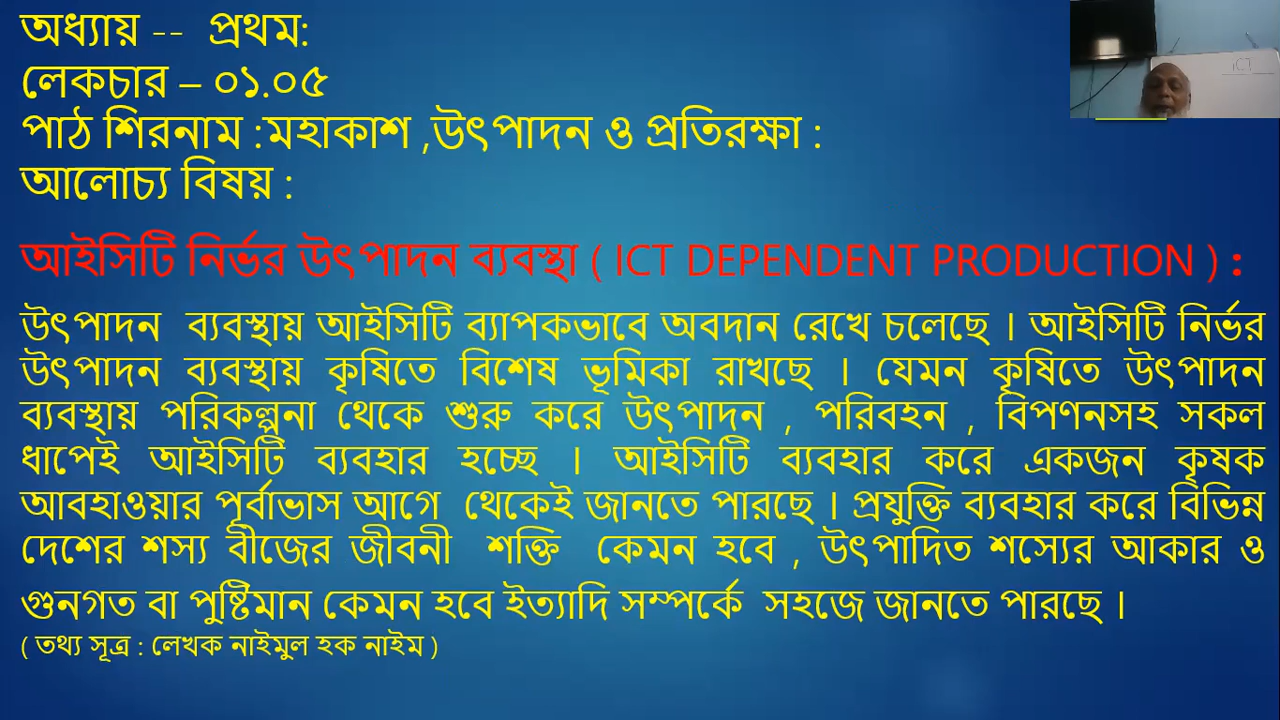 অধ্যায় -- প্রথম:
লেকচার – ০১.০৫
পাঠ শিরনাম :মহাকাশ ,উৎপাদন ও প্রতিরক্ষা :
আলোচ্য বিষয় :
আইসিটি নির্ভর উৎপাদন ব্যবস্থা ( ICT DEPENDENT PRODUCTION ) :
উৎপাদন ব্যবস্থায় আইসিটি ব্যাপকভাবে অবদান রেখে চলেছে । আইসিটি নির্ভর
উৎপাদন ব্যবস্থায় কৃষিতে বিশেষ ভূমিকা রাখছে । যেমন কৃষিতে উৎপাদন
ব্যবস্থায় পরিকল্পনা থেকে শুরু করে উৎপাদন , পরিবহন , বিপণনসহ সকল
ধাপেই আইসিটি ব্যবহার হচ্ছে । আইসিটি ব্যবহার করে একজন কৃষক
আবহাওয়ার পূর্বাভাস আগে থেকেই জানতে পারছে । প্রযুক্তি ব্যবহার করে বিভিন্ন
দেশের শস্য বীজের জীবনী শক্তি কেমন হবে , উৎপাদিত শস্যের আকার ও
গুনগত বা পুষ্টিমান কেমন হবে ইত্যাদি সম্পর্কে সহজে জানতে পারছে ।
( তথ্য সূত্র : লেখক নাইমুল হক নাইম )
ICT